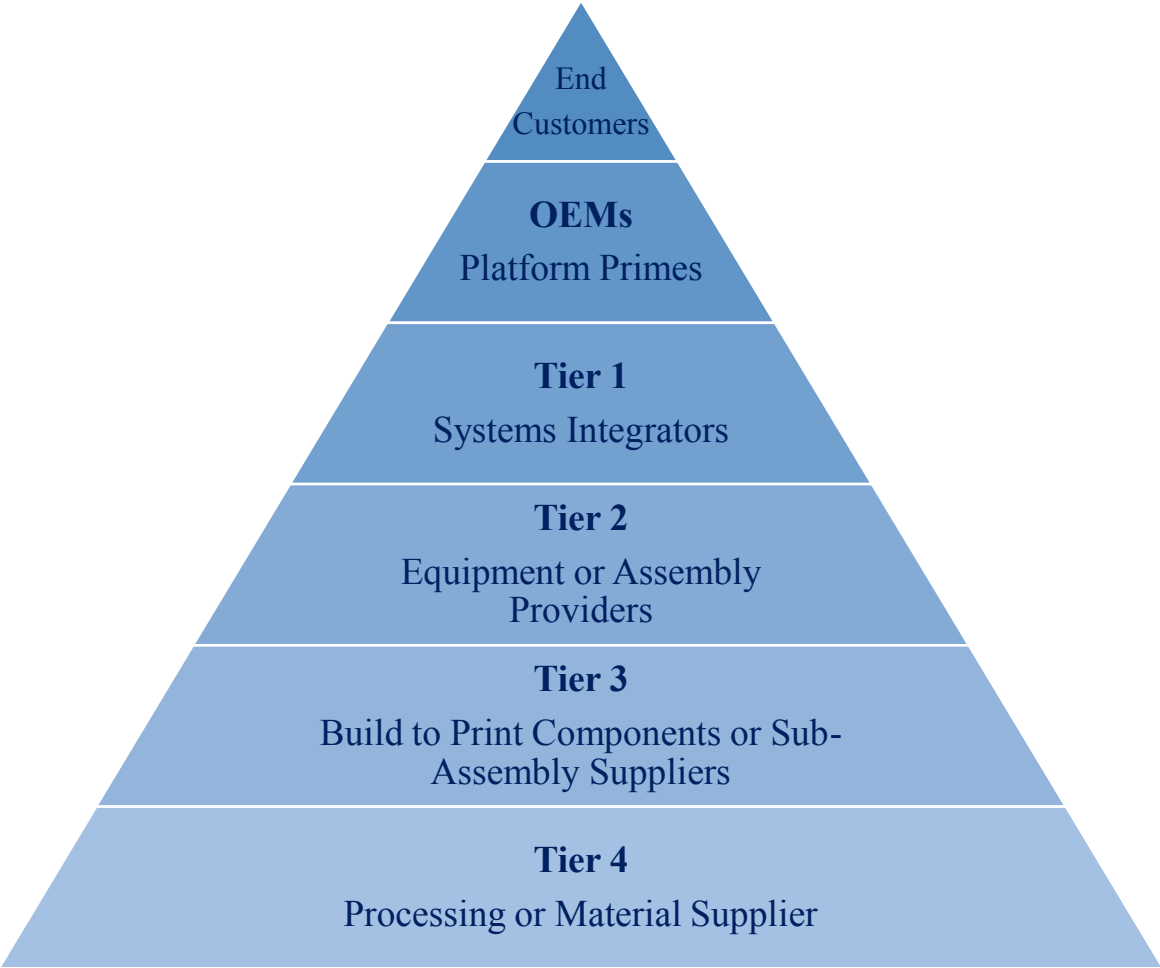 End
Customers
OEMs
Platform Primes
Tier 1
Systems Integrators
Tier 2
Equipment or Assembly
Providers
Tier 3
Build to Print Components or Sub-
Assembly Suppliers
Tier 4
Processing or Material Supplier